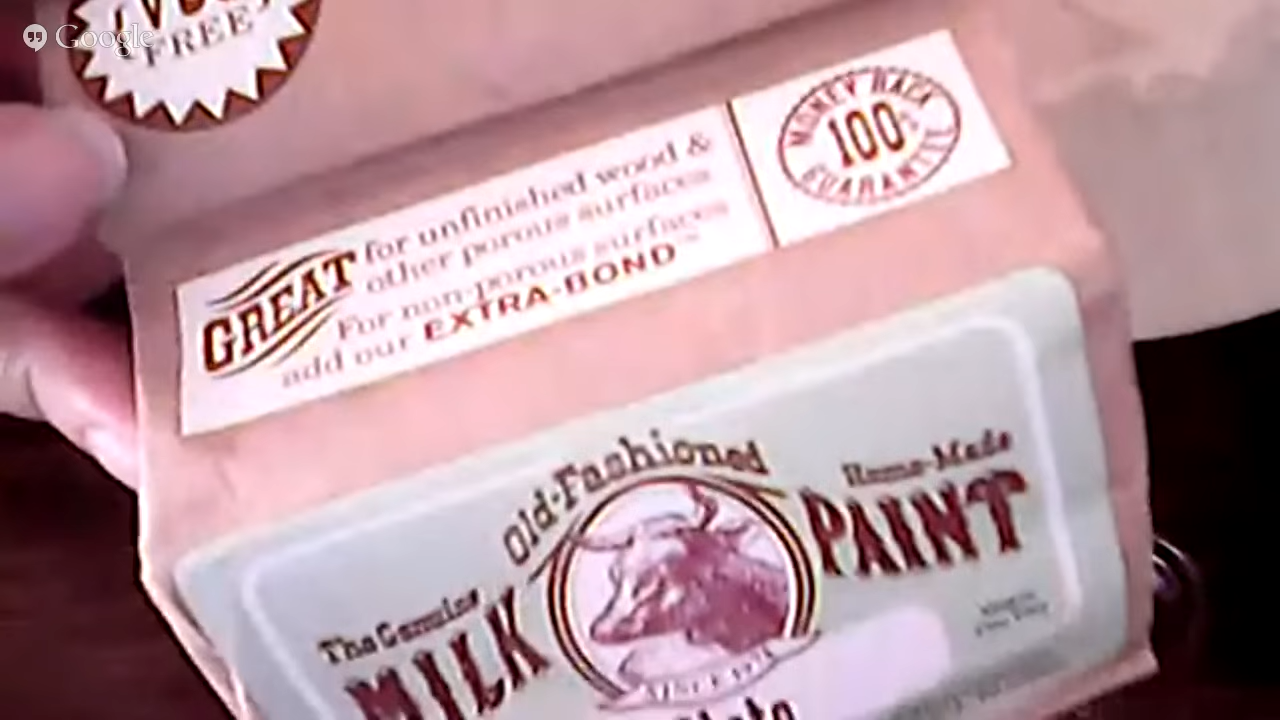 Google
FREE
MONEY BACK
100%
GUARANTEE
GREAT for unfinished wood &
other porous surfaces
For non-porous surfaces
add our EXTRA-BOND™
Old-Fashioned
The Genuine
Home-Made
MILK PAINT